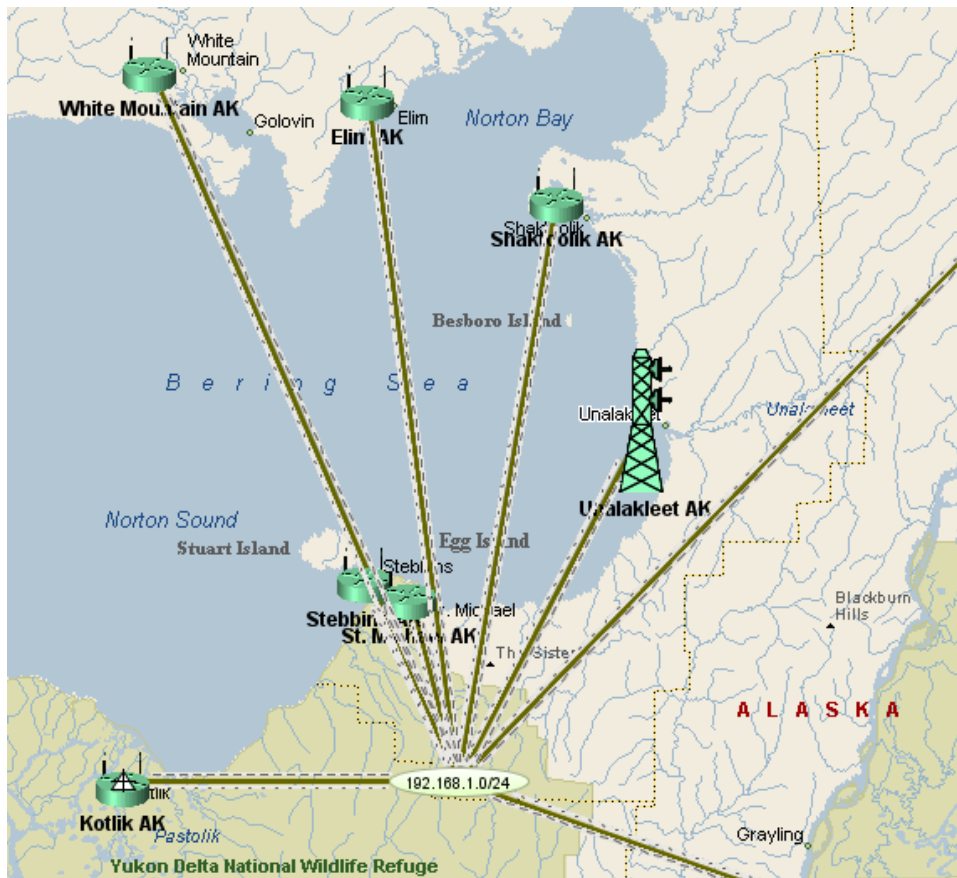 White
Mountain
White Mountain AK
Golovin
Elim
Elim AK
Norton Bay
Shaktoolik AK
Besboro Island
Bering Sea
Unalakleet
Unalakleet AK
Norton Sound
Stuart Island
Egg Island
Stebbins
Michael
St. AK
Blackburn
Hills
ALASKA
192.168.1.0/24
Kotlik AK
Pastolik
Grayling
Yukon Delta National Wildlife Refuge